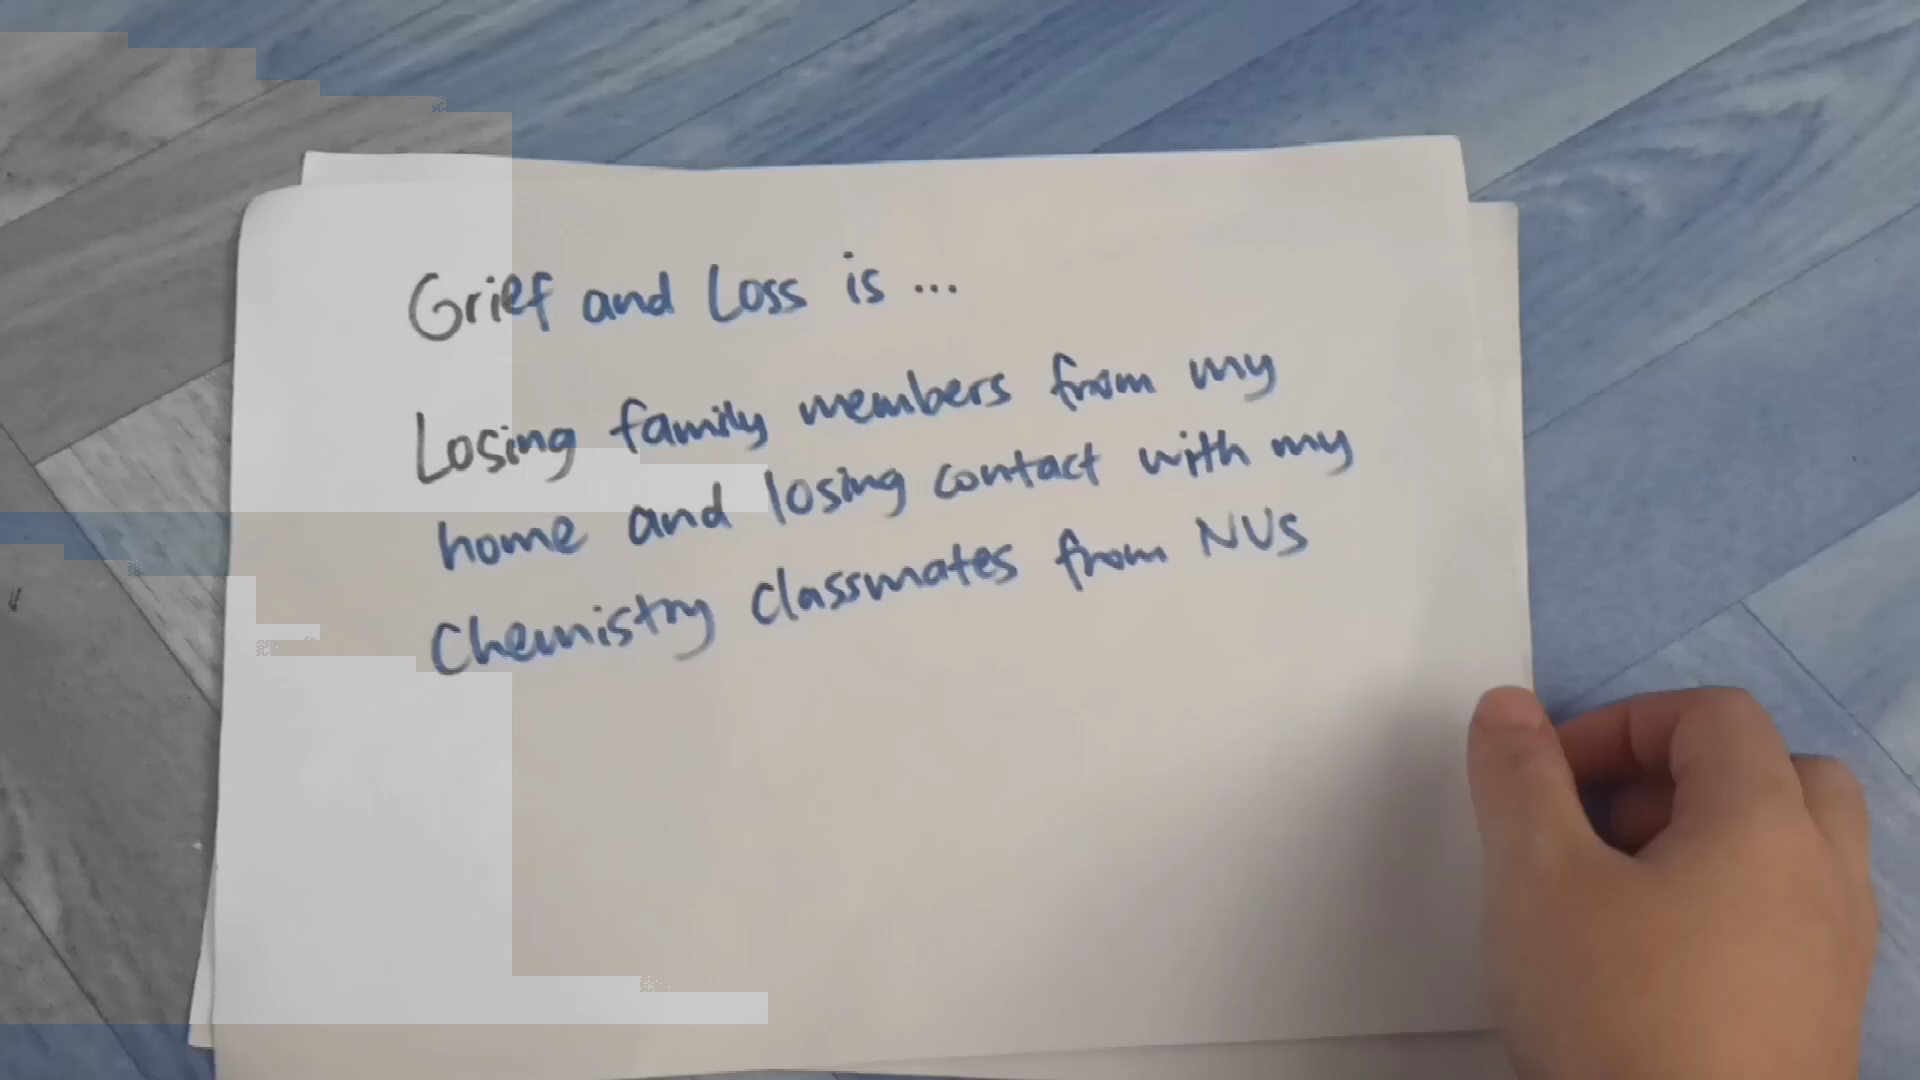 Grief and Loss is ...
Losing family members from my
home and losing contact with my
Chemistry classmates from NUS